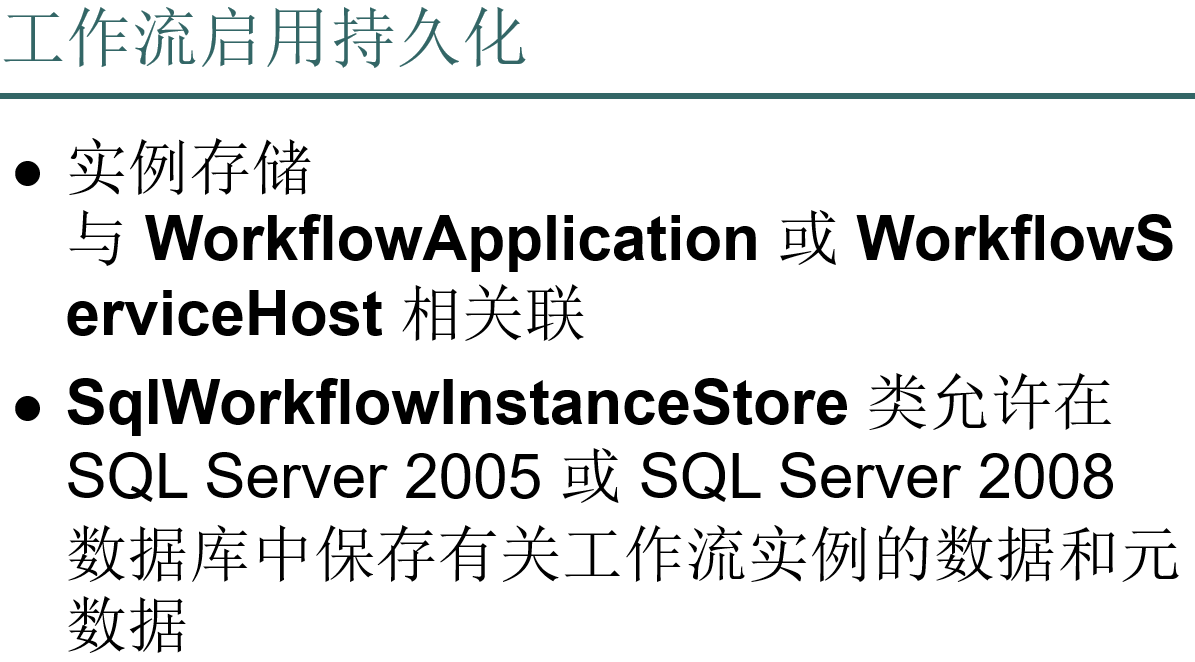 工作流启用持久化
● 实例存储
与 WorkflowApplication 或 WorkflowS
erviceHost 相关联
● SqlWorkflowInstanceStore 类允许在
SQL Server 2005 或 SQL Server 2008
数据库中保存有关工作流实例的数据和元
数据